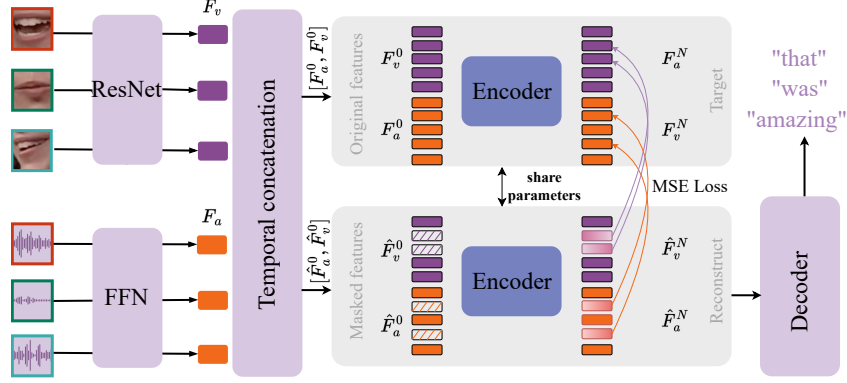 F_v
ResNet
F_a
FFN
Temporal concatenation
[F_a^0, F_v^0]
[F̂_a^0, F̂_v^0]
Original features
F_v^0
F_a^0
Encoder
F_a^N
F_v^N
Target
share
parameters
MSE Loss
Masked features
F̂_v^0
F̂_a^0
Encoder
F̂_v^N
F̂_a^N
Reconstruct
Decoder
"that"
"was"
"amazing"